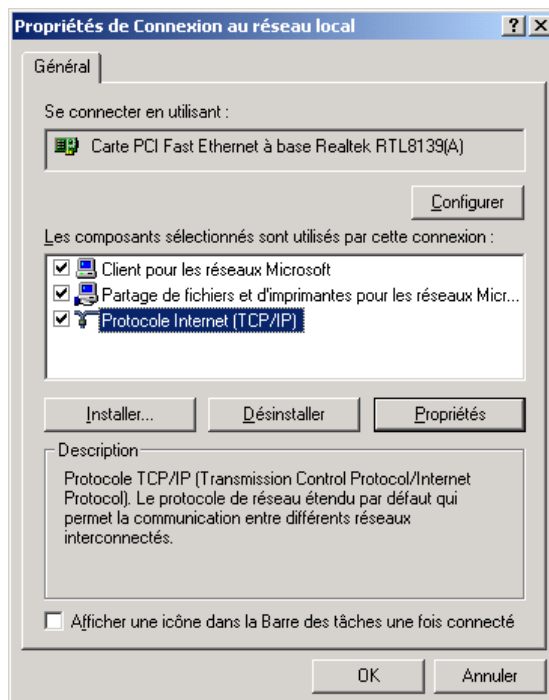 Propriétés de Connexion au réseau local
Général
Se connecter en utilisant :
Carte PCI Fast Ethernet à base Realtek RTL8139(A)
Configurer
Les composants sélectionnés sont utilisés par cette connexion :
Client pour les réseaux Microsoft
Partage de fichiers et d'imprimantes pour les réseaux Micr...
Protocole Internet (TCP/IP)
Installer... Désinstaller Propriétés
Description
Protocole TCP/IP (Transmission Control Protocol/Internet
Protocol). Le protocole de réseau étendu par défaut qui
permet la communication entre différents réseaux
interconnectés.
Afficher une icône dans la Barre des tâches une fois connecté
OK Annuler